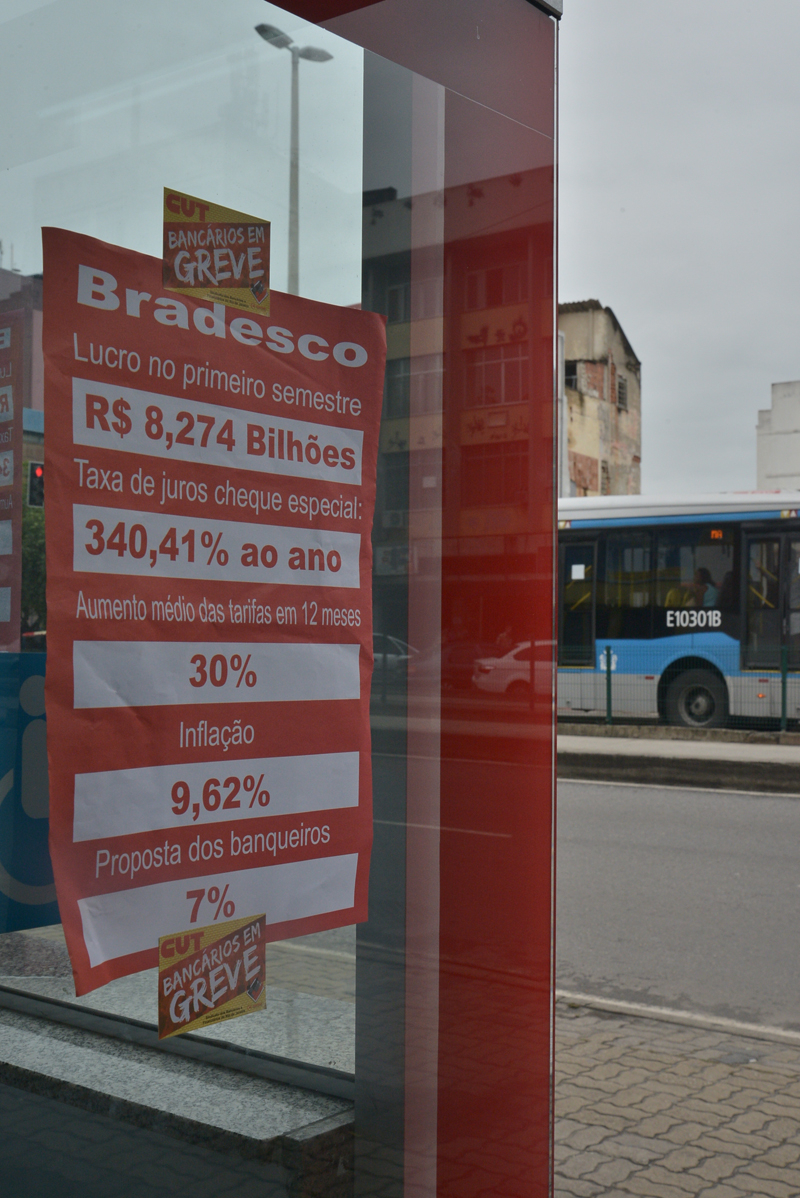 CUT
BANCÁRIOS EM
GREVE
Bradesco
Lucro no primeiro semestre
R$ 8,274 Bilhões
Taxa de juros cheque especial:
340,41% ao ano
Aumento médio das tarifas em 12 meses
30%
Inflação
9,62%
Proposta dos banqueiros
7%
CUT
BANCÁRIOS EM
GREVE
E10301B